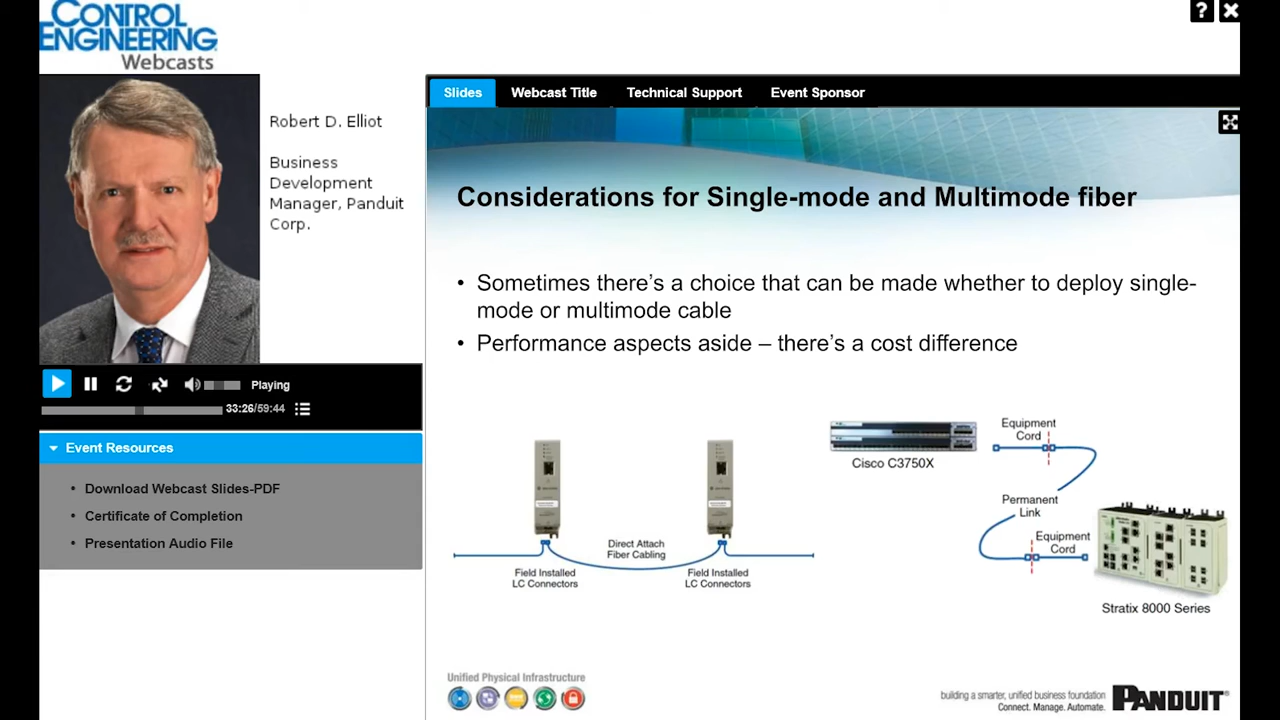 CONTROL
ENGINEERING
Webcasts
?
Robert D. Elliot
Business
Development
Manager, Panduit
Corp.
Playing
33:26/59:44
Event Resources
• Download Webcast Slides-PDF
• Certificate of Completion
• Presentation Audio File
Slides Webcast Title Technical Support Event Sponsor
Considerations for Single-mode and Multimode fiber
• Sometimes there’s a choice that can be made whether to deploy single-
mode or multimode cable
• Performance aspects aside – there’s a cost difference
Direct Attach
Fiber Cabling
Field Installed
LC Connectors
Field Installed
LC Connectors
Cisco C3750X
Equipment
Cord
Permanent
Link
Equipment
Cord
Stratix 8000 Series
Unified Physical Infrastructure
building a smarter, unified business foundation
Connect. Manage. Automate.
PANDUIT